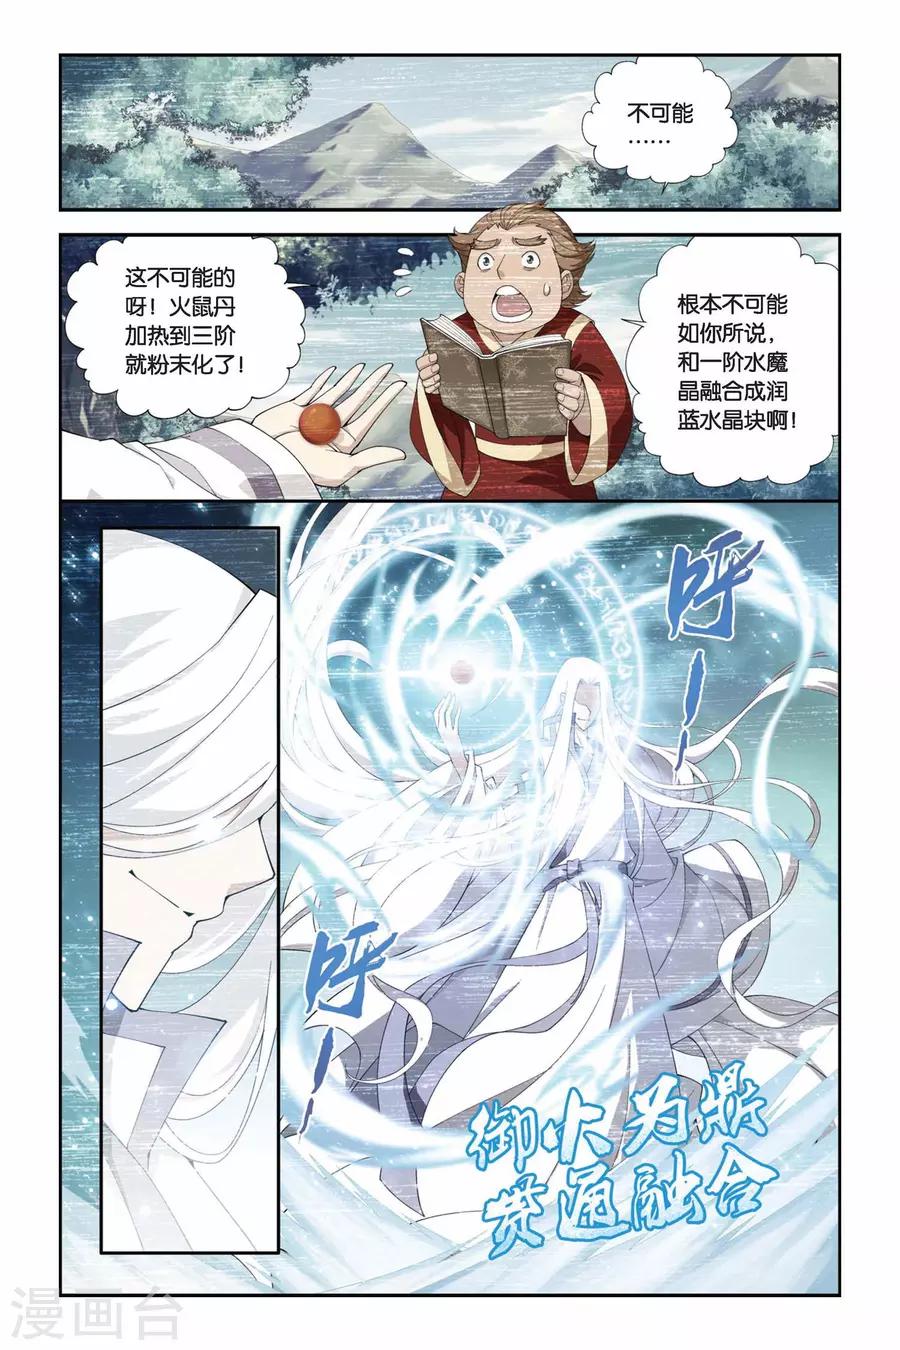 不可能
……
这不可能的
呀！火鼠丹
加热到三阶
就粉末化了！
根本不可能
如你所说，
和一阶水魔
晶融合成润
蓝水晶块啊！
呼——
呼——
御火为鼎
贯通融合
漫画台